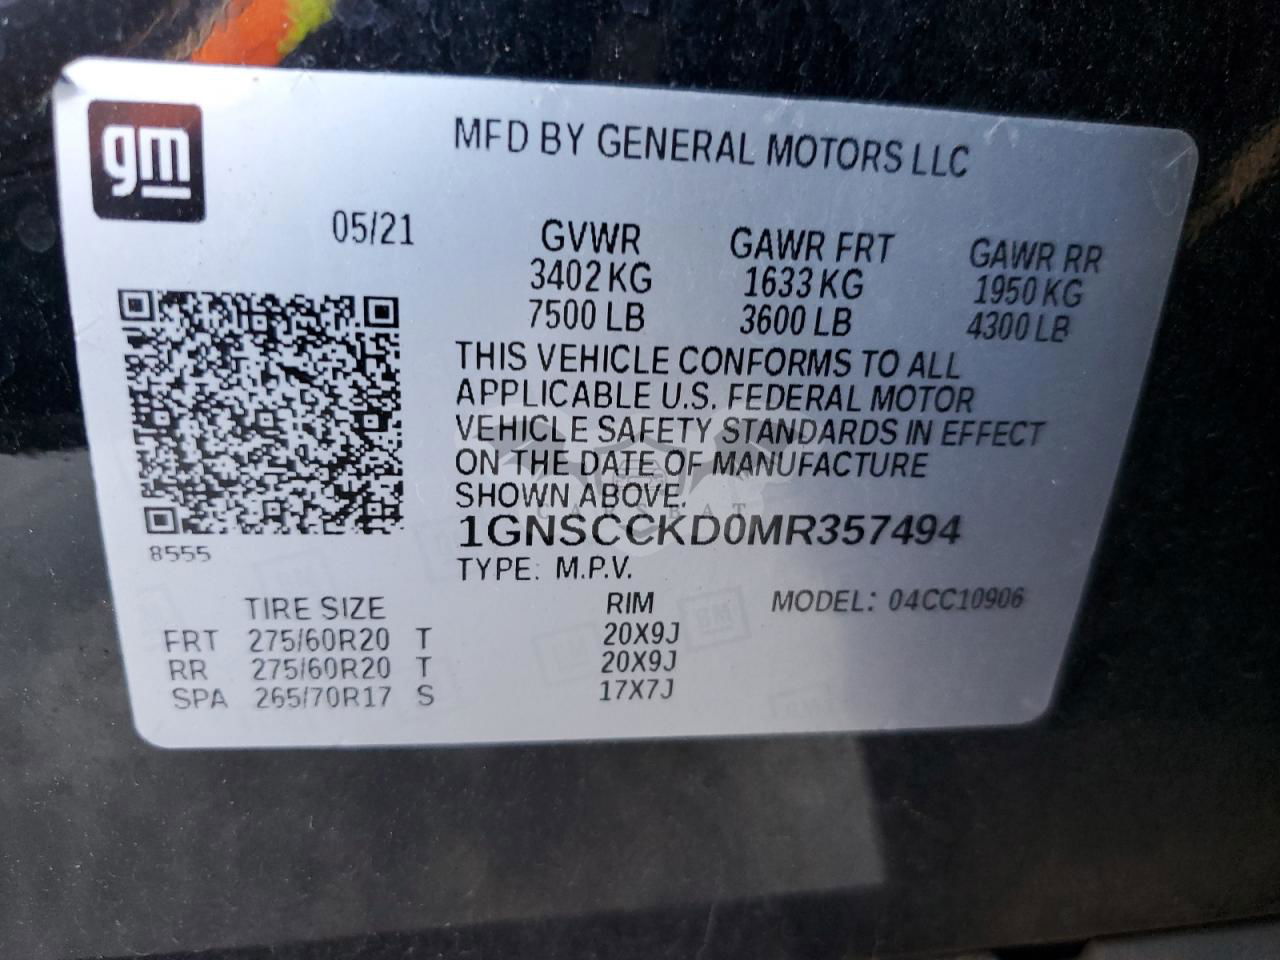 gm
MFD BY GENERAL MOTORS LLC
05/21
GVWR GAWR FRT GAWR RR
3402 KG 1633 KG 1950 KG
7500 LB 3600 LB 4300 LB
THIS VEHICLE CONFORMS TO ALL
APPLICABLE U.S. FEDERAL MOTOR
VEHICLE SAFETY STANDARDS IN EFFECT
ON THE DATE OF MANUFACTURE
SHOWN ABOVE.
CARSBAT
1GNSCCKD0MR357494
8555
TYPE: M.P.V.
TIRE SIZE RIM MODEL: 04CC10906
FRT 275/60R20 T 20X9J
RR 275/60R20 T 20X9J
SPA 265/70R17 S 17X7J
GM